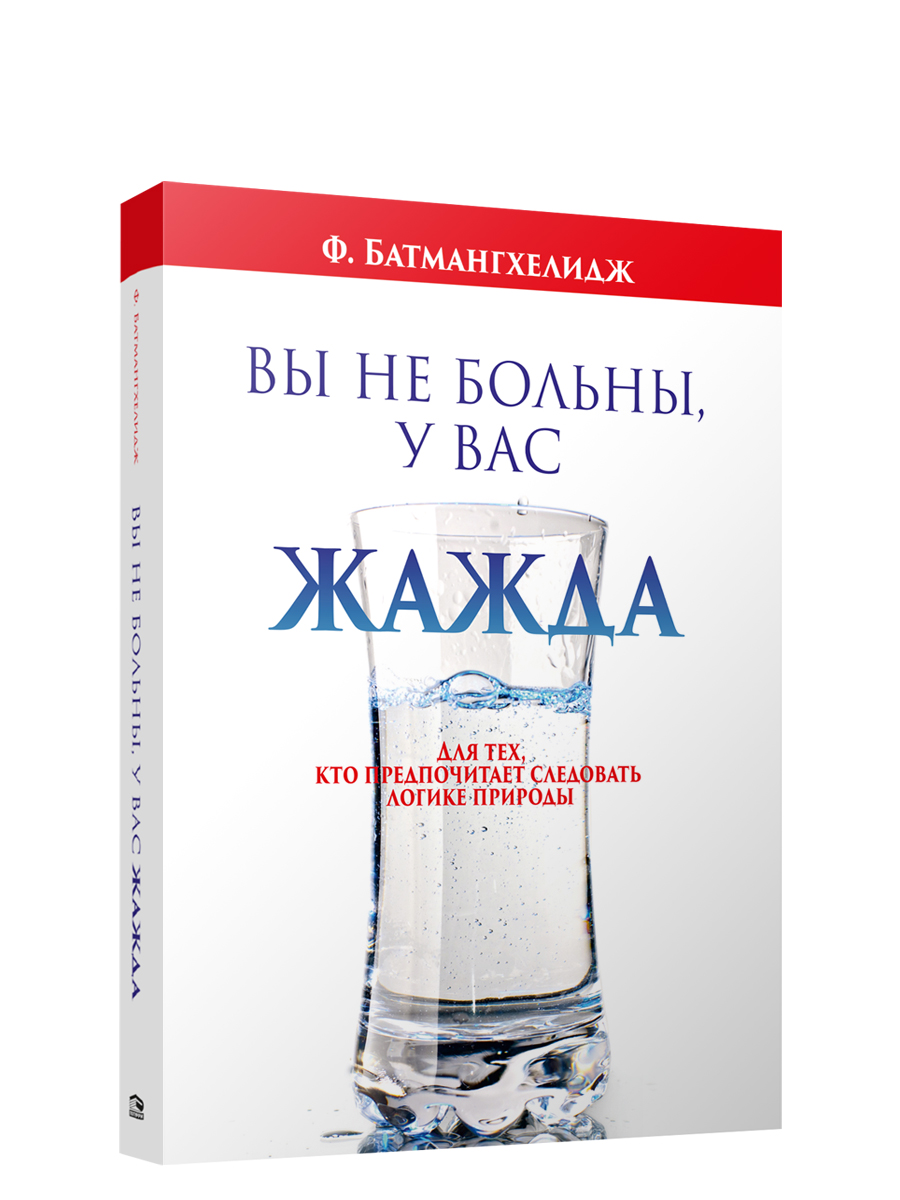 Ф. БАТМАНГХЕЛИДЖ
ВЫ НЕ БОЛЬНЫ,
У ВАС
ЖАЖДА
ДЛЯ ТЕХ,
КТО ПРЕДПОЧИТАЕТ СЛЕДОВАТЬ
ЛОГИКЕ ПРИРОДЫ
Ф. БАТМАНГХЕЛИДЖ
ВЫ НЕ БОЛЬНЫ, У ВАС ЖАЖДА